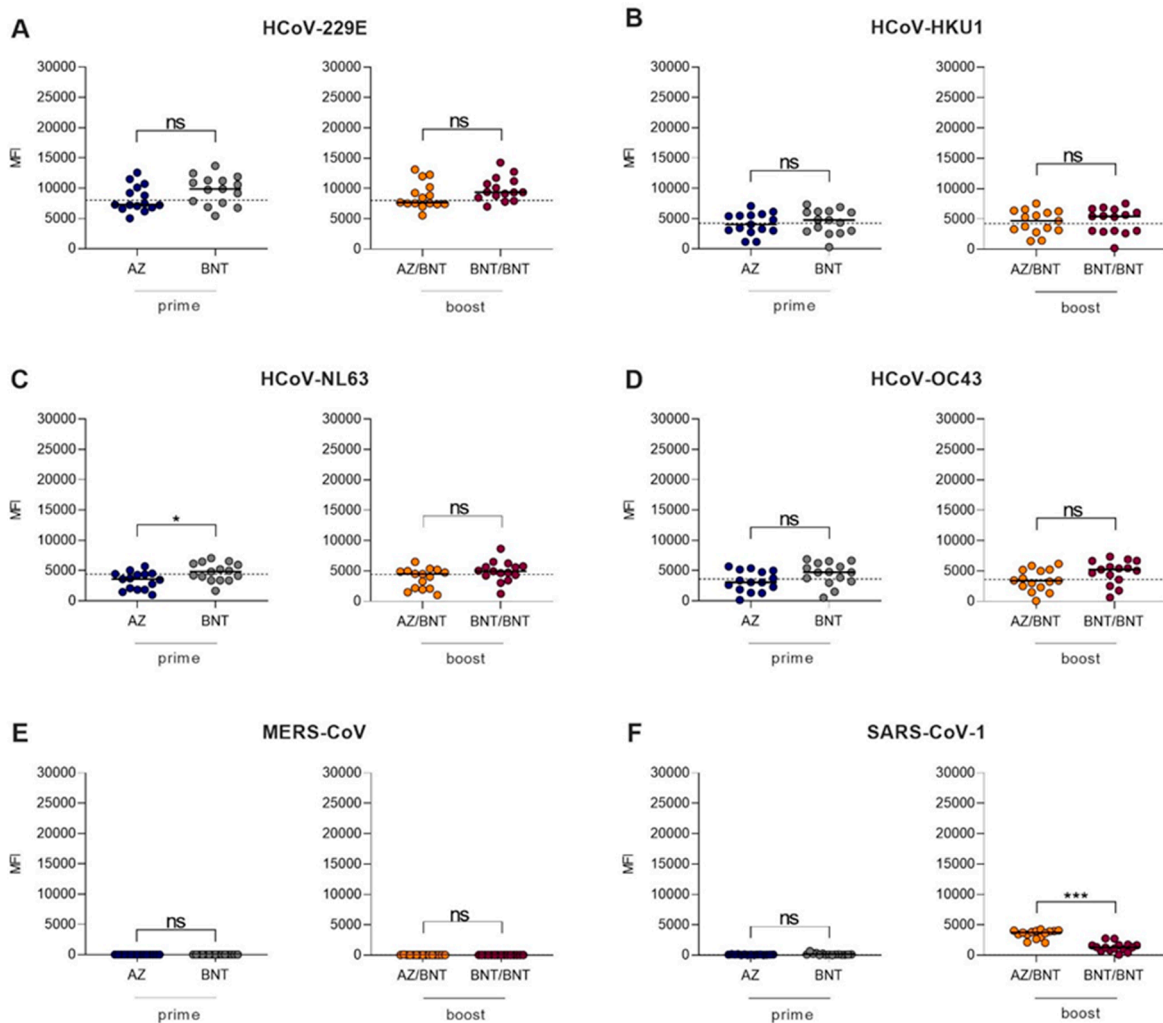 A
HCoV-229E
MFI
30000
25000
20000
15000
10000
5000
0
ns
AZ
BNT
prime
30000
25000
20000
15000
10000
5000
0
ns
AZ/BNT
BNT/BNT
boost
B
HCoV-HKU1
MFI
30000
25000
20000
15000
10000
5000
0
ns
AZ
BNT
prime
30000
25000
20000
15000
10000
5000
0
ns
AZ/BNT
BNT/BNT
boost
C
HCoV-NL63
MFI
30000
25000
20000
15000
10000
5000
0
*
AZ
BNT
prime
30000
25000
20000
15000
10000
5000
0
ns
AZ/BNT
BNT/BNT
boost
D
HCoV-OC43
MFI
30000
25000
20000
15000
10000
5000
0
ns
AZ
BNT
prime
30000
25000
20000
15000
10000
5000
0
ns
AZ/BNT
BNT/BNT
boost
E
MERS-CoV
MFI
30000
25000
20000
15000
10000
5000
0
ns
AZ
BNT
prime
30000
25000
20000
15000
10000
5000
0
ns
AZ/BNT
BNT/BNT
boost
F
SARS-CoV-1
MFI
30000
25000
20000
15000
10000
5000
0
ns
AZ
BNT
prime
30000
25000
20000
15000
10000
5000
0
***
AZ/BNT
BNT/BNT
boost